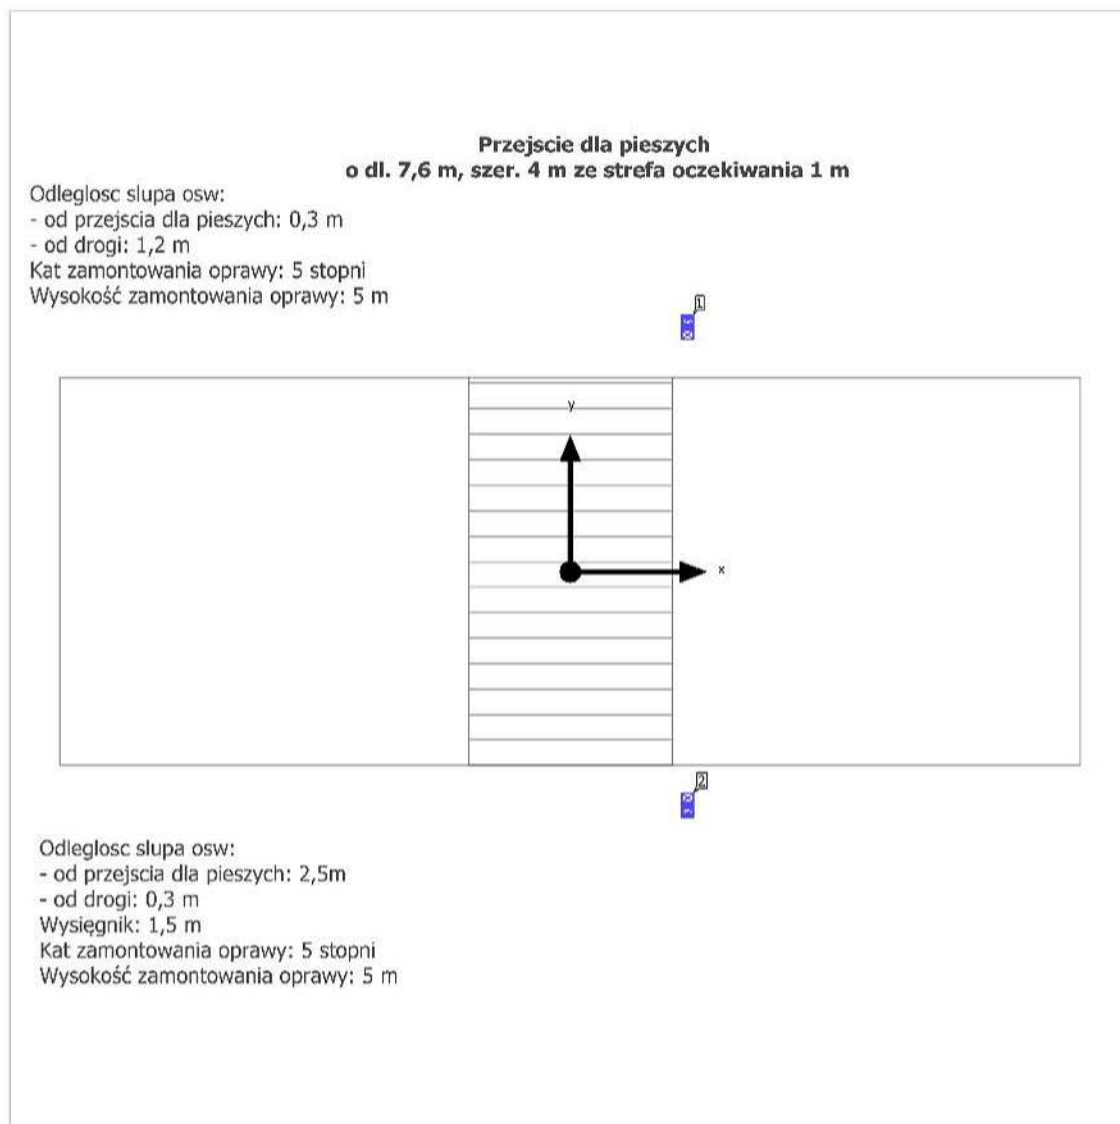 Przejscie dla pieszych
o dl. 7,6 m, szer. 4 m ze strefa oczekiwania 1 m
Odleglosc slupa osw:
- od przejscia dla pieszych: 0,3 m
- od drogi: 1,2 m
Kat zamontowania oprawy: 5 stopni
Wysokość zamontowania oprawy: 5 m
1
y
x
2
Odleglosc slupa osw:
- od przejscia dla pieszych: 2,5m
- od drogi: 0,3 m
Wysięgnik: 1,5 m
Kat zamontowania oprawy: 5 stopni
Wysokość zamontowania oprawy: 5 m